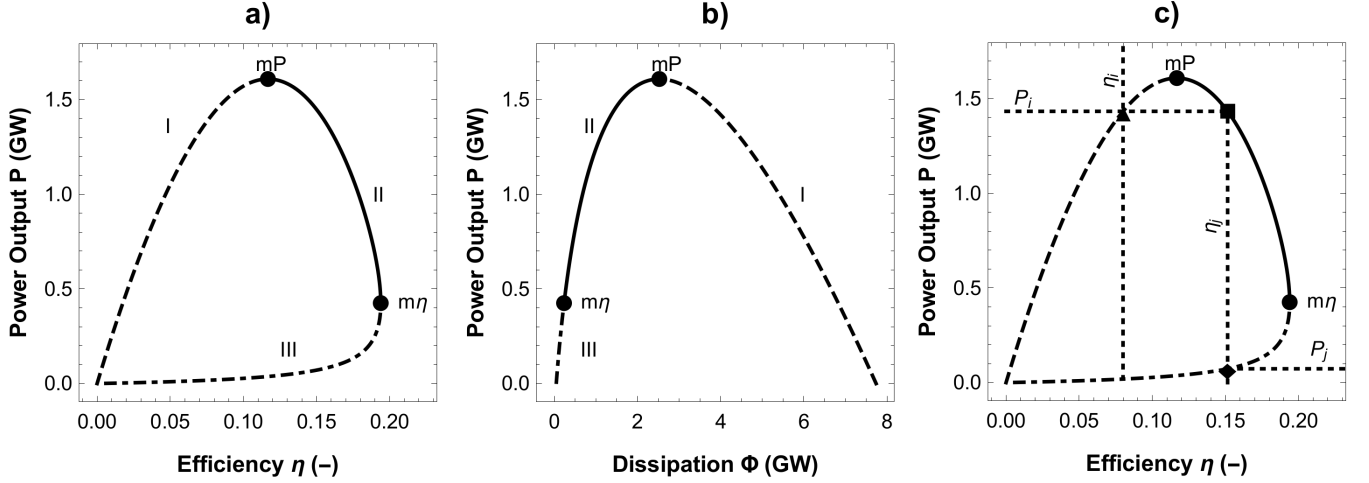 a)
mP
I
II
III
mη
0.0
0.5
1.0
1.5
0.00
0.05
0.10
0.15
0.20
Power Output P (GW)
Efficiency η (–)
b)
mP
II
I
mη
III
0.0
0.5
1.0
1.5
0
2
4
6
8
Power Output P (GW)
Dissipation Φ (GW)
c)
mP
ηi
Pi
ηj
mη
Pj
0.0
0.5
1.0
1.5
0.00
0.05
0.10
0.15
0.20
Power Output P (GW)
Efficiency η (–)